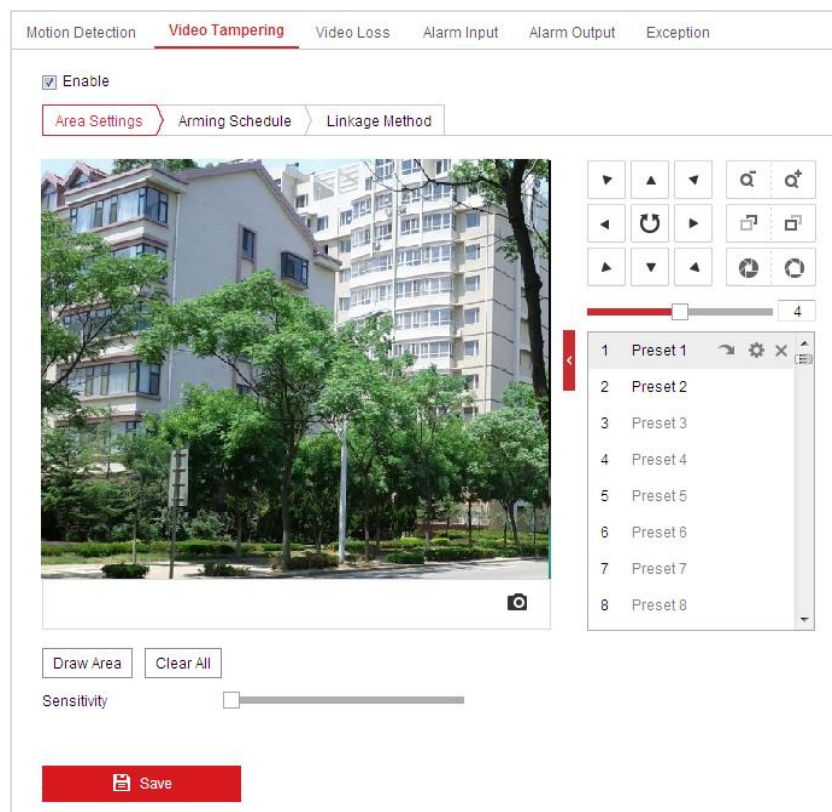 Motion Detection Video Tampering Video Loss Alarm Input Alarm Output Exception
Enable
Area Settings Arming Schedule Linkage Method
4
1 Preset 1
2 Preset 2
3 Preset 3
4 Preset 4
5 Preset 5
6 Preset 6
7 Preset 7
8 Preset 8
Draw Area Clear All
Sensitivity
Save